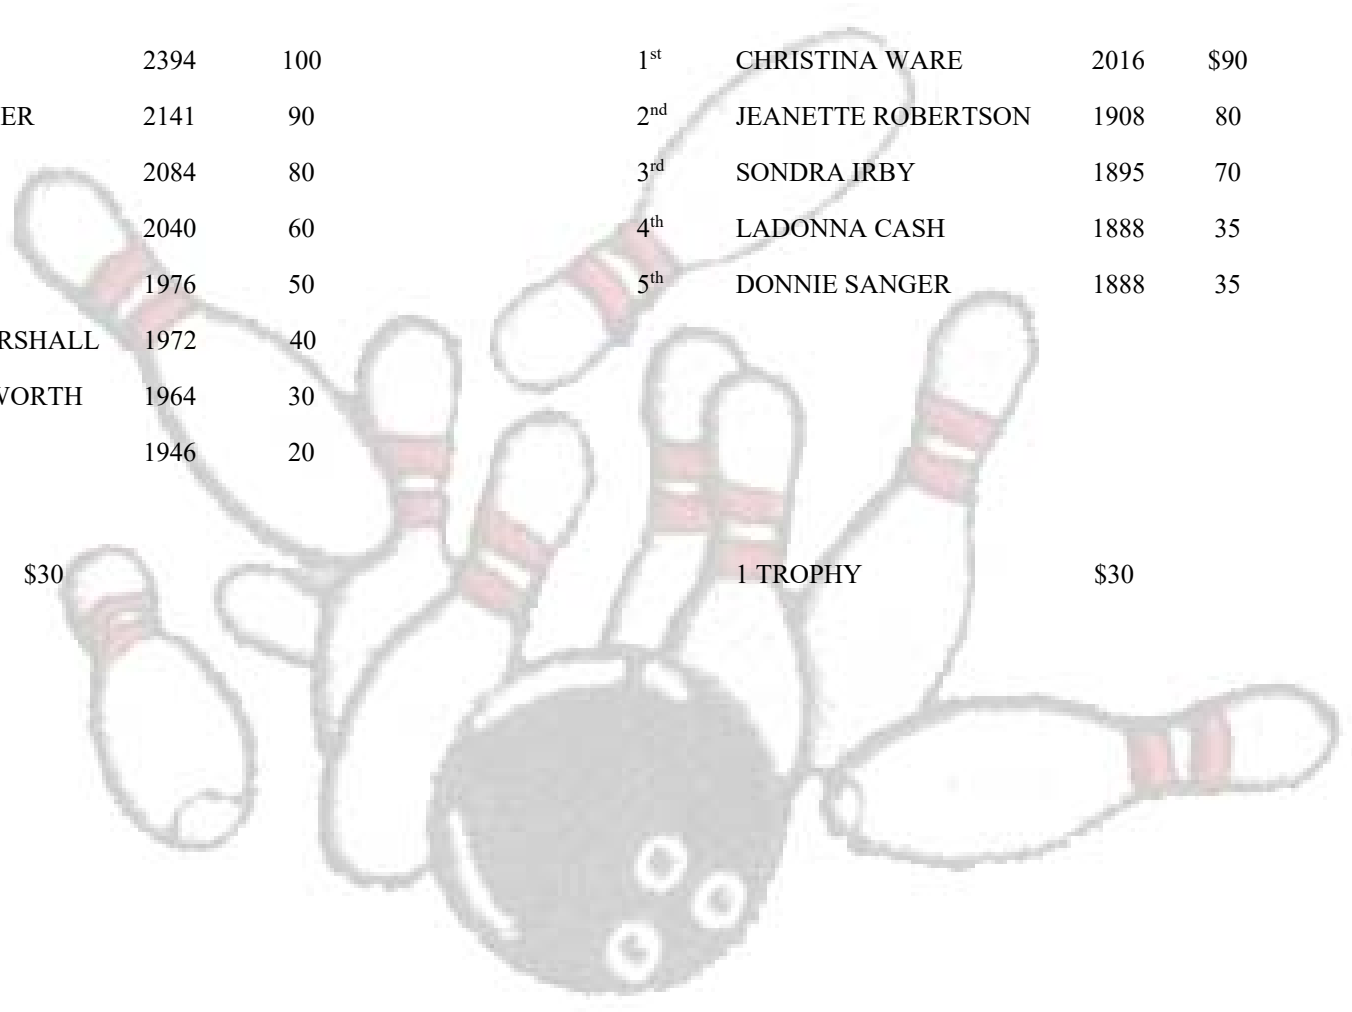 2394 100 1st CHRISTINA WARE 2016 $90
ER 2141 90 2nd JEANETTE ROBERTSON 1908 80
2084 80 3rd SONDRA IRBY 1895 70
2040 60 4th LADONNA CASH 1888 35
1976 50 5th DONNIE SANGER 1888 35
RSHALL 1972 40
WORTH 1964 30
1946 20
$30 1 TROPHY $30